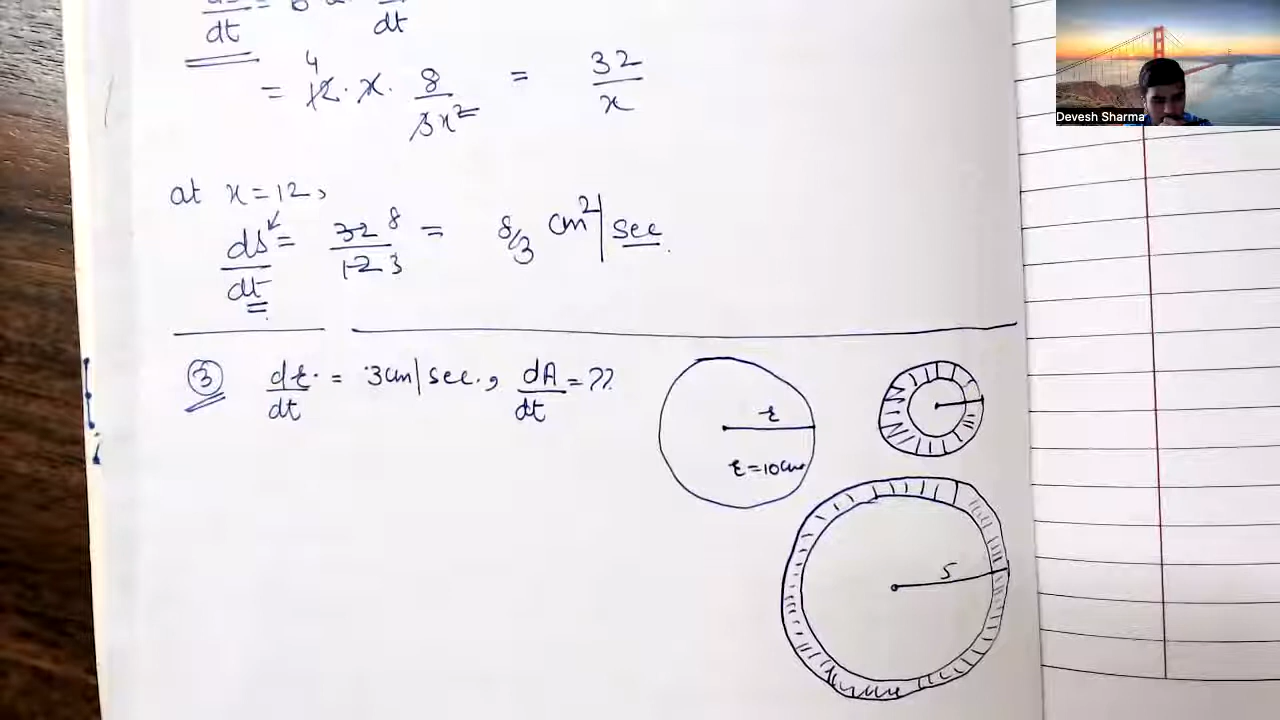 dt = dt
= 12·x· 8/3x² = 32/x
4
Devesh Sharma
at x=12,
ds/dt = 32/12 = 8/3 cm²/sec.
8
3
③ dr/dt = 3cm/sec., dA/dt = ??
r
r=10cm
5